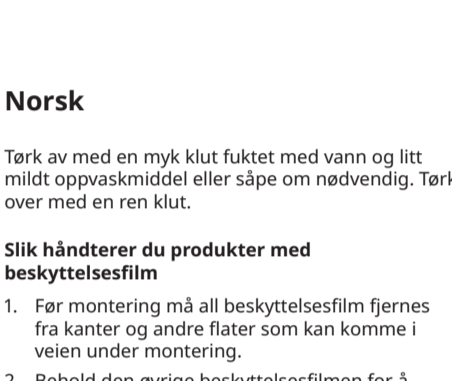 Norsk
Tørk av med en myk klut fuktet med vann og litt
mildt oppvaskmiddel eller såpe om nødvendig. Tørk
over med en ren klut.
Slik håndterer du produkter med
beskyttelsesfilm
1. Før montering må all beskyttelsesfilm fjernes
fra kanter og andre flater som kan komme i
veien under montering.
2. Behold den øvrige beskyttelsesfilmen for å